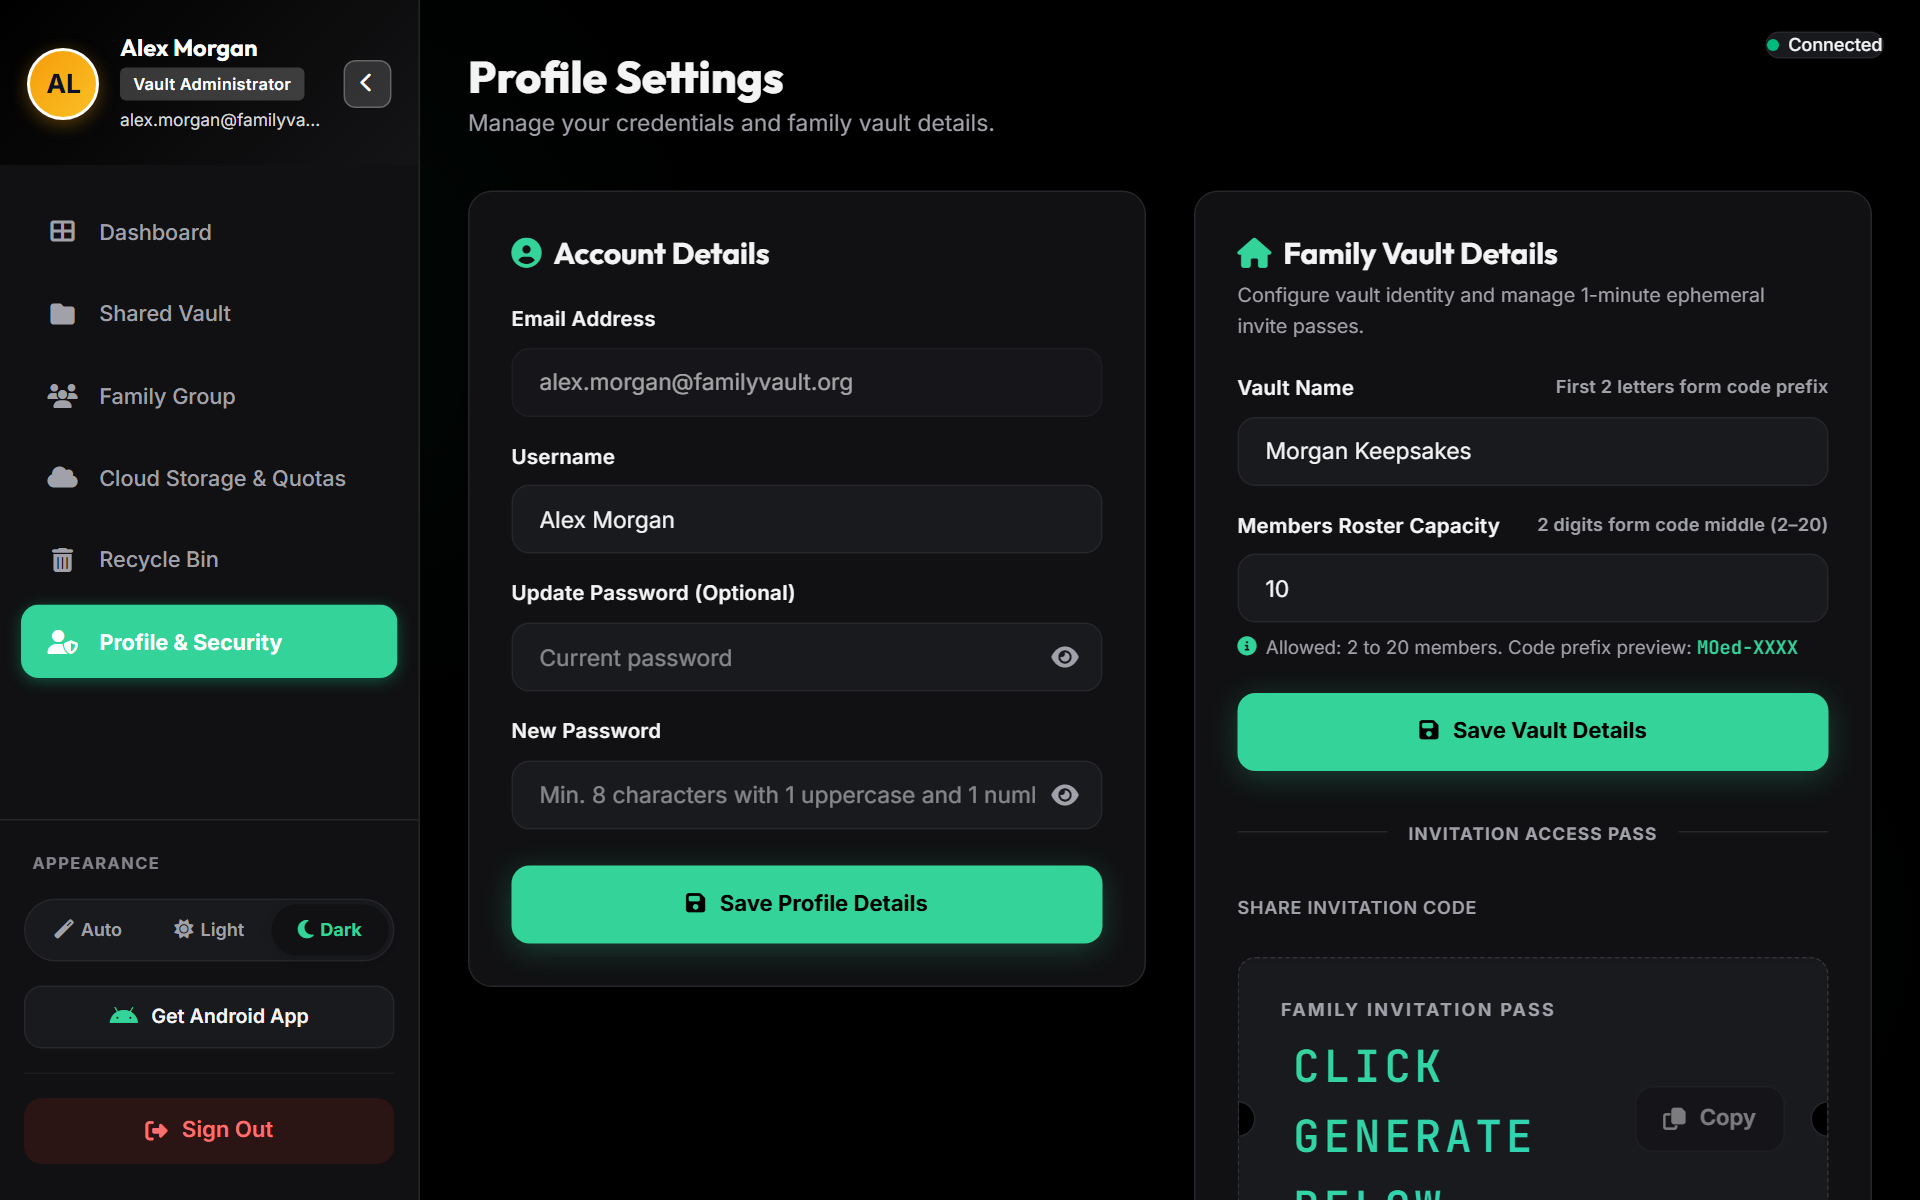 AL
Alex Morgan
Vault Administrator
alex.morgan@familyva...
Dashboard
Shared Vault
Family Group
Cloud Storage & Quotas
Recycle Bin
Profile & Security
APPEARANCE
Auto
Light
Dark
Get Android App
Sign Out
Connected
Profile Settings
Manage your credentials and family vault details.
Account Details
Email Address
alex.morgan@familyvault.org
Username
Alex Morgan
Update Password (Optional)
Current password
New Password
Min. 8 characters with 1 uppercase and 1 numl
Save Profile Details
Family Vault Details
Configure vault identity and manage 1-minute ephemeral
invite passes.
Vault Name
First 2 letters form code prefix
Morgan Keepsakes
Members Roster Capacity
2 digits form code middle (2–20)
10
Allowed: 2 to 20 members. Code prefix preview: MOed-XXXX
Save Vault Details
INVITATION ACCESS PASS
SHARE INVITATION CODE
FAMILY INVITATION PASS
CLICK
GENERATE
BELOW
Copy